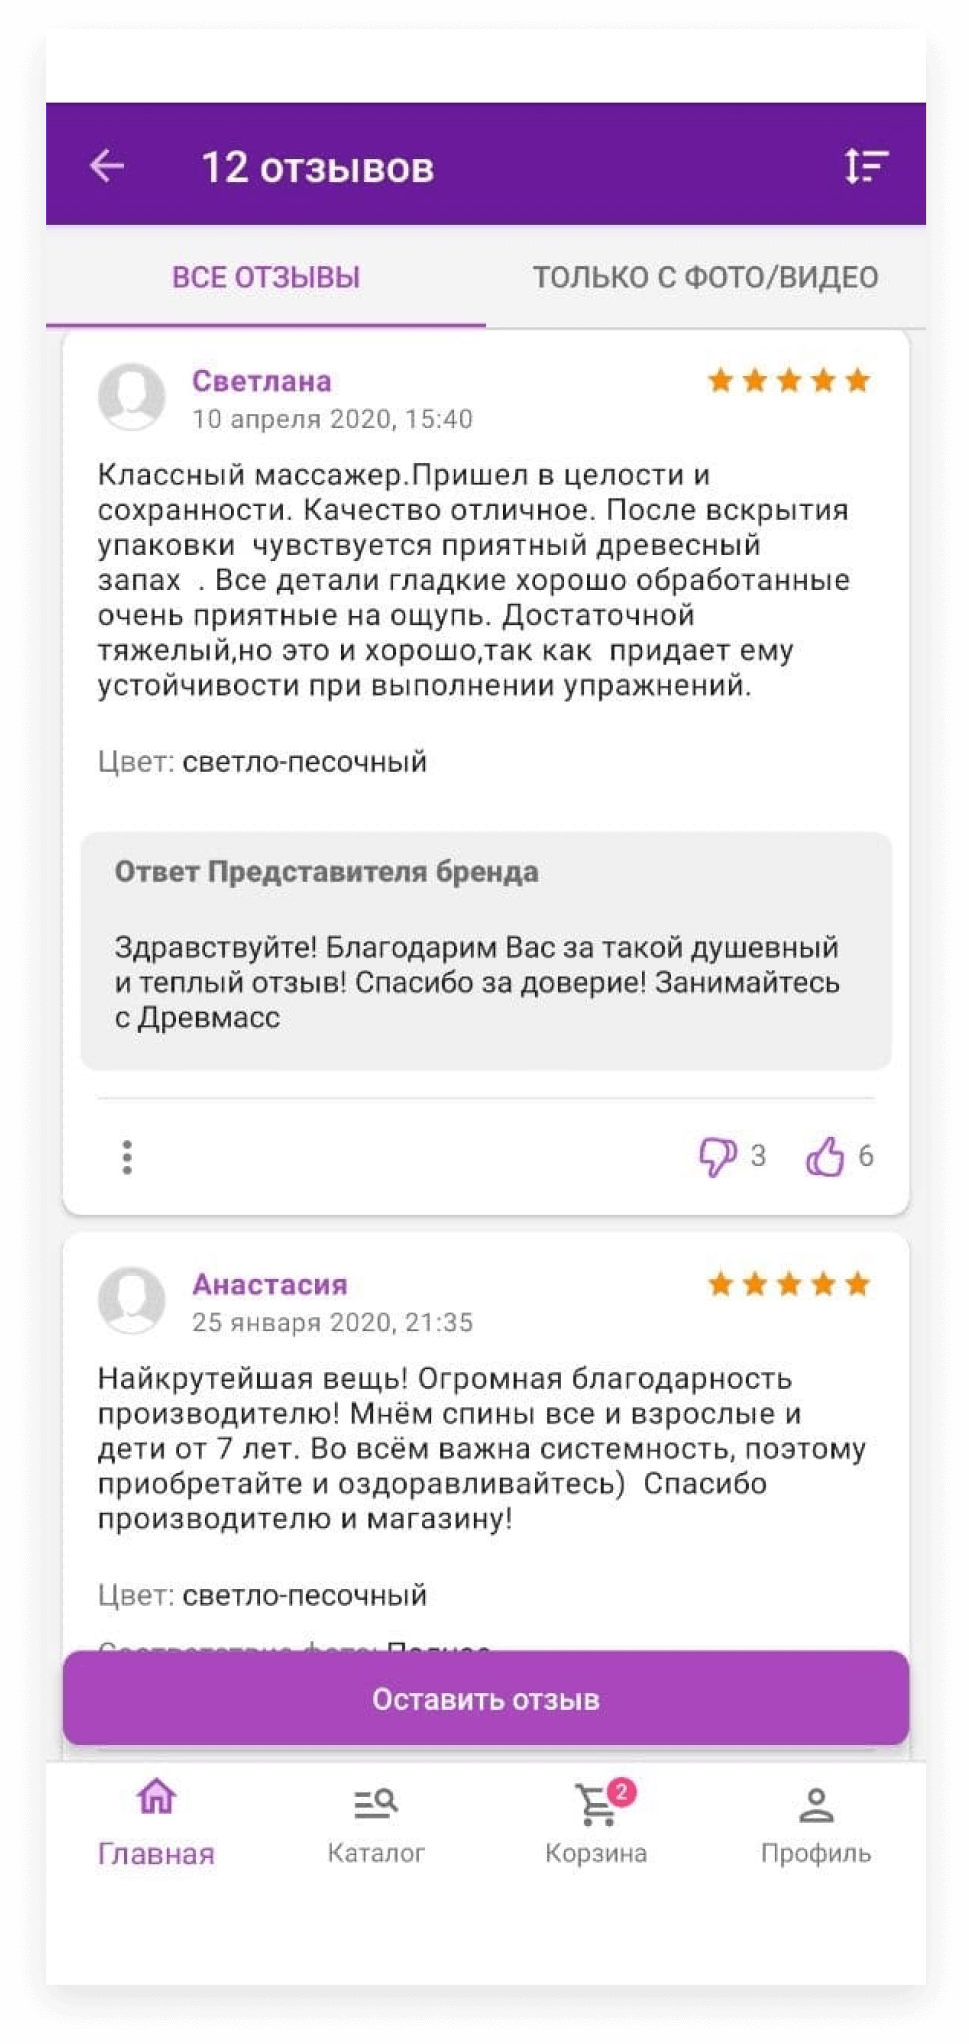 12 отзывов
ВСЕ ОТЗЫВЫ
ТОЛЬКО С ФОТО/ВИДЕО
Светлана
10 апреля 2020, 15:40
Классный массажер.Пришел в целости и
сохранности. Качество отличное. После вскрытия
упаковки  чувствуется приятный древесный
запах  . Все детали гладкие хорошо обработанные
очень приятные на ощупь. Достаточной
тяжелый,но это и хорошо,так как  придает ему
устойчивости при выполнении упражнений.
Цвет: светло-песочный
Ответ Представителя бренда
Здравствуйте! Благодарим Вас за такой душевный
и теплый отзыв! Спасибо за доверие! Занимайтесь
с Древмасс
3 6
Анастасия
25 января 2020, 21:35
Найкрутейшая вещь! Огромная благодарность
производителю! Мнём спины все и взрослые и
дети от 7 лет. Во всём важна системность, поэтому
приобретайте и оздоравливайтесь)  Спасибо
производителю и магазину!
Цвет: светло-песочный
Оставить отзыв
2
Главная
Каталог
Корзина
Профиль